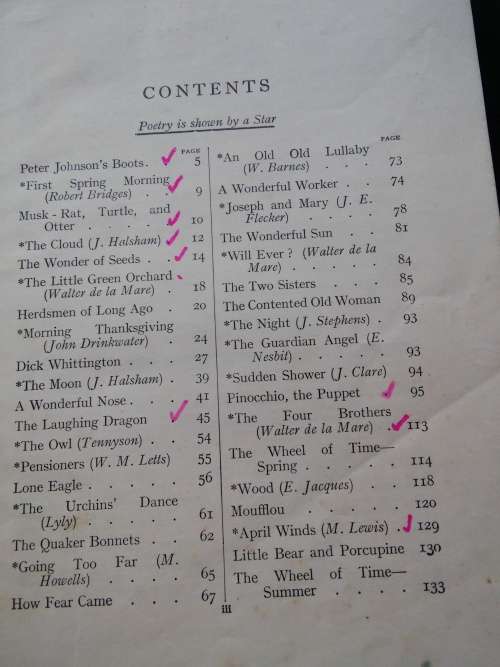 CONTENTS
Poetry is shown by a Star
PAGE
Peter Johnson's Boots. 5
*First Spring Morning
(Robert Bridges) . . 9
Musk-Rat, Turtle, and
Otter . . . . 10
*The Cloud (J. Halsham) . 12
The Wonder of Seeds . . 14
*The Little Green Orchard
(Walter de la Mare) . 18
Herdsmen of Long Ago . 20
*Morning Thanksgiving
(John Drinkwater) . 24
Dick Whittington . . . 27
*The Moon (J. Halsham) . 39
A Wonderful Nose . . . 41
The Laughing Dragon . 45
*The Owl (Tennyson) . . 54
*Pensioners (W. M. Letts) 55
Lone Eagle . . . . . 56
*The Urchins' Dance
(Lyly) . . . . . 61
The Quaker Bonnets . . 62
*Going Too Far (M.
Howells) . . . . 65
How Fear Came . . . 67
PAGE
*An Old Old Lullaby
(W. Barnes) . . . 73
A Wonderful Worker . . 74
*Joseph and Mary (J. E.
Flecker) . . . . 78
The Wonderful Sun . . 81
*Will Ever? (Walter de la
Mare) . . . . . 84
The Two Sisters . . . 85
The Contented Old Woman 89
*The Night (J. Stephens) . 93
*The Guardian Angel (E.
Nesbit) . . . . . 93
*Sudden Shower (J. Clare) 94
Pinocchio, the Puppet . 95
*The Four Brothers
(Walter de la Mare) . 113
The Wheel of Time—
Spring . . . . . 114
*Wood (E. Jacques) . . 118
Moufflou . . . . . 120
*April Winds (M. Lewis) . 129
Little Bear and Porcupine 130
The Wheel of Time—
Summer . . . . 133
iii